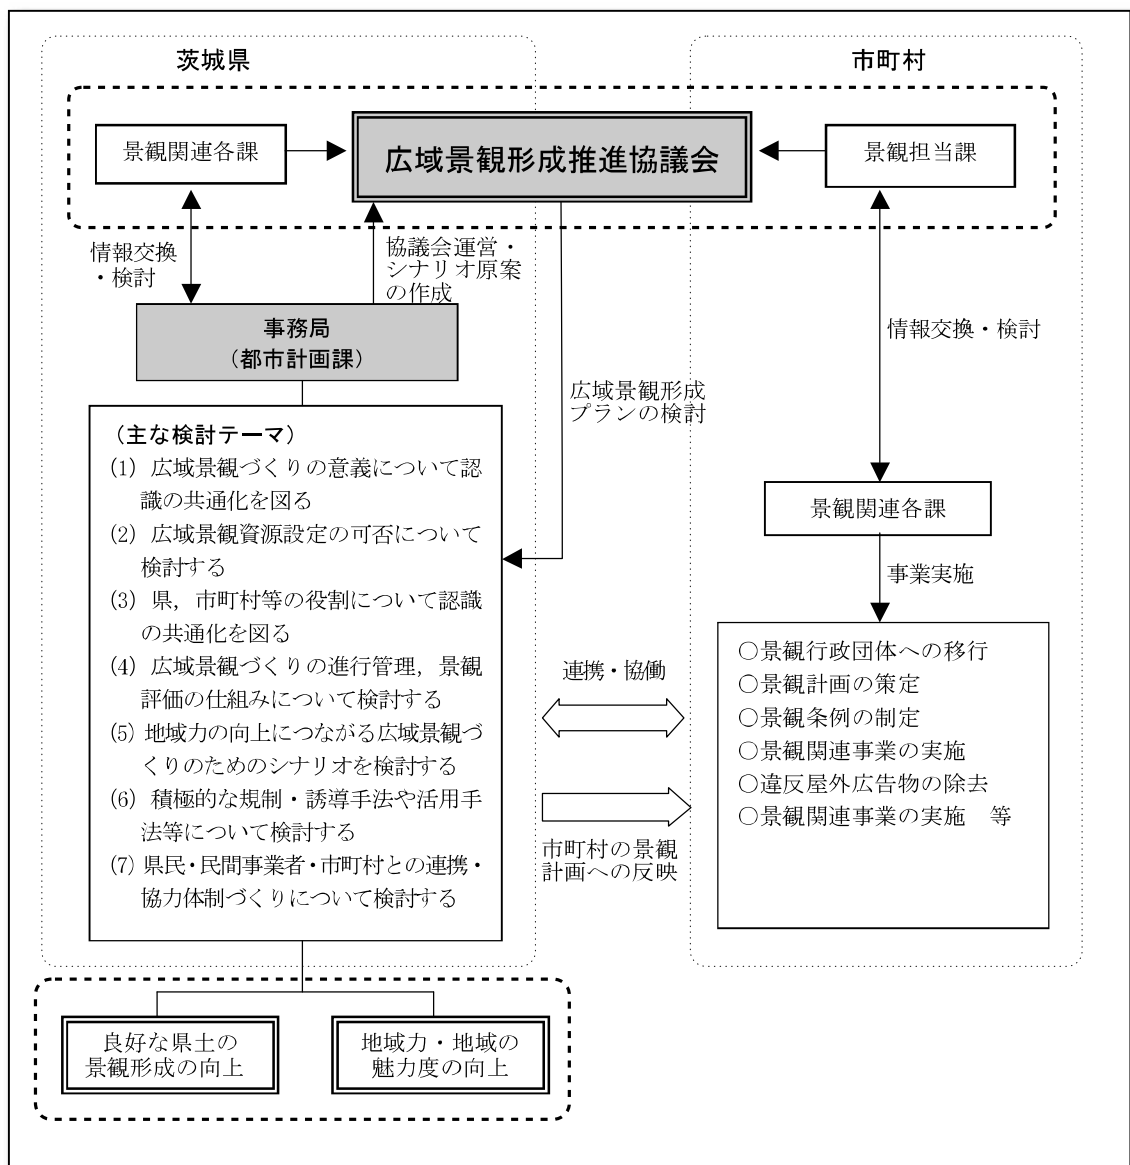 茨城県
市町村
景観関連各課
広域景観形成推進協議会
景観担当課
情報交換
・検討
協議会運営・
シナリオ原案
の作成
事務局
（都市計画課）
情報交換・検討
広域景観形成
プランの検討
（主な検討テーマ）
(1) 広域景観づくりの意義について認
識の共通化を図る
(2) 広域景観資源設定の可否について
検討する
(3) 県，市町村等の役割について認識
の共通化を図る
(4) 広域景観づくりの進行管理，景観
評価の仕組みについて検討する
(5) 地域力の向上につながる広域景観づ
くりのためのシナリオを検討する
(6) 積極的な規制・誘導手法や活用手
法等について検討する
(7) 県民・民間事業者・市町村との連携・
協力体制づくりについて検討する
景観関連各課
事業実施
連携・協働
市町村の景観
計画への反映
○景観行政団体への移行
○景観計画の策定
○景観条例の制定
○景観関連事業の実施
○違反屋外広告物の除去
○景観関連事業の実施　等
良好な県土の
景観形成の向上
地域力・地域の
魅力度の向上